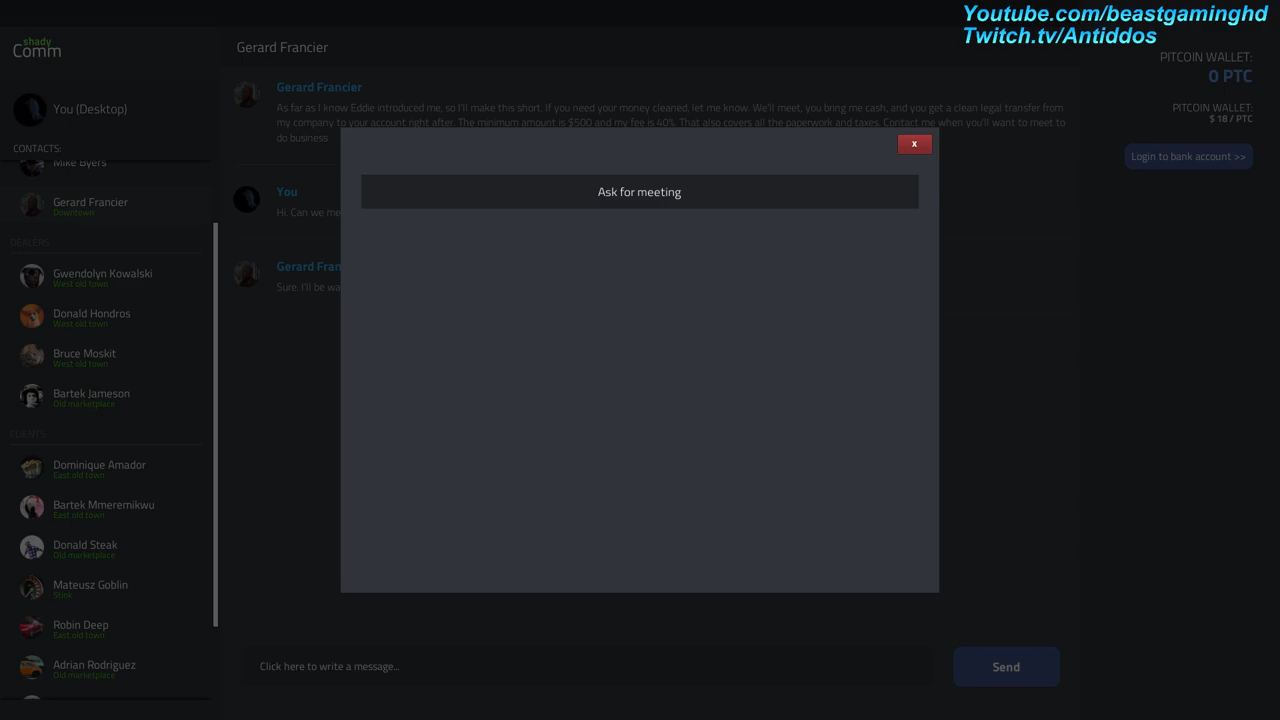 Youtube.com/beastgaminghd
Twitch.tv/Antiddos
shady
Comm
Gerard Francier
PITCOIN WALLET:
0 PTC
PITCOIN WALLET:
$ 18 / PTC
Login to bank account >>
You (Desktop)
CONTACTS:
Mike Byers
Gerard Francier
Downtown
DEALERS
Gwendolyn Kowalski
West old town
Donald Hondros
West old town
Bruce Moskit
West old town
Bartek Jameson
Old marketplace
CLIENTS
Dominique Amador
East old town
Bartek Mmeremikwu
East old town
Donald Steak
Old marketplace
Mateusz Goblin
Stink
Robin Deep
East old town
Adrian Rodriguez
Old marketplace
Gerard Francier
As far as I know Eddie introduced me, so I'll make this short. If you need your money cleaned, let me know. We'll meet, you bring me cash, and you get a clean legal transfer from
my company to your account right after. The minimum amount is $500 and my fee is 40%. That also covers all the paperwork and taxes. Contact me when you'll want to meet to
do business
x
Ask for meeting
You
Hi. Can we me
Gerard Fran
Sure. I'll be wa
Click here to write a message...
Send